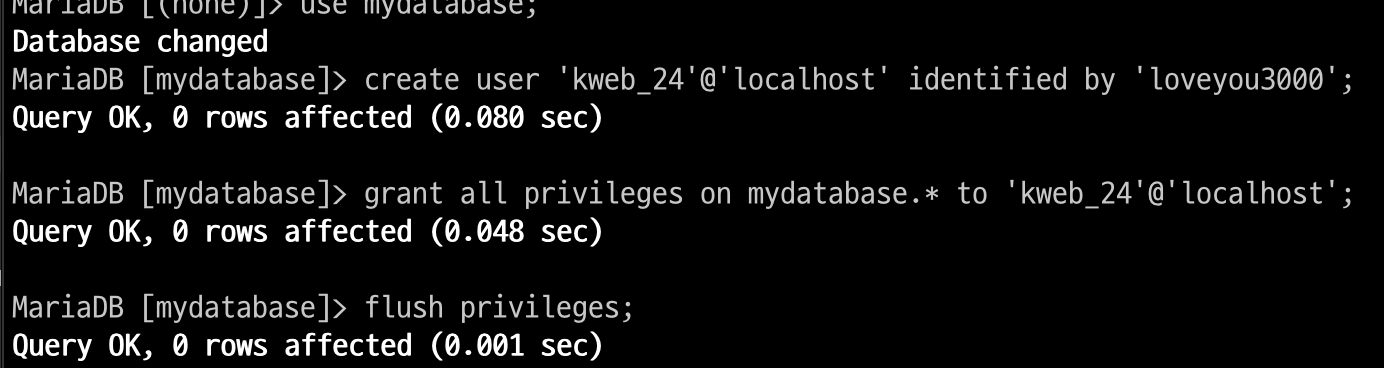 MariaDB [(none)]> use mydatabase;
Database changed
MariaDB [mydatabase]> create user 'kweb_24'@'localhost' identified by 'loveyou3000';
Query OK, 0 rows affected (0.080 sec)
MariaDB [mydatabase]> grant all privileges on mydatabase.* to 'kweb_24'@'localhost';
Query OK, 0 rows affected (0.048 sec)
MariaDB [mydatabase]> flush privileges;
Query OK, 0 rows affected (0.001 sec)